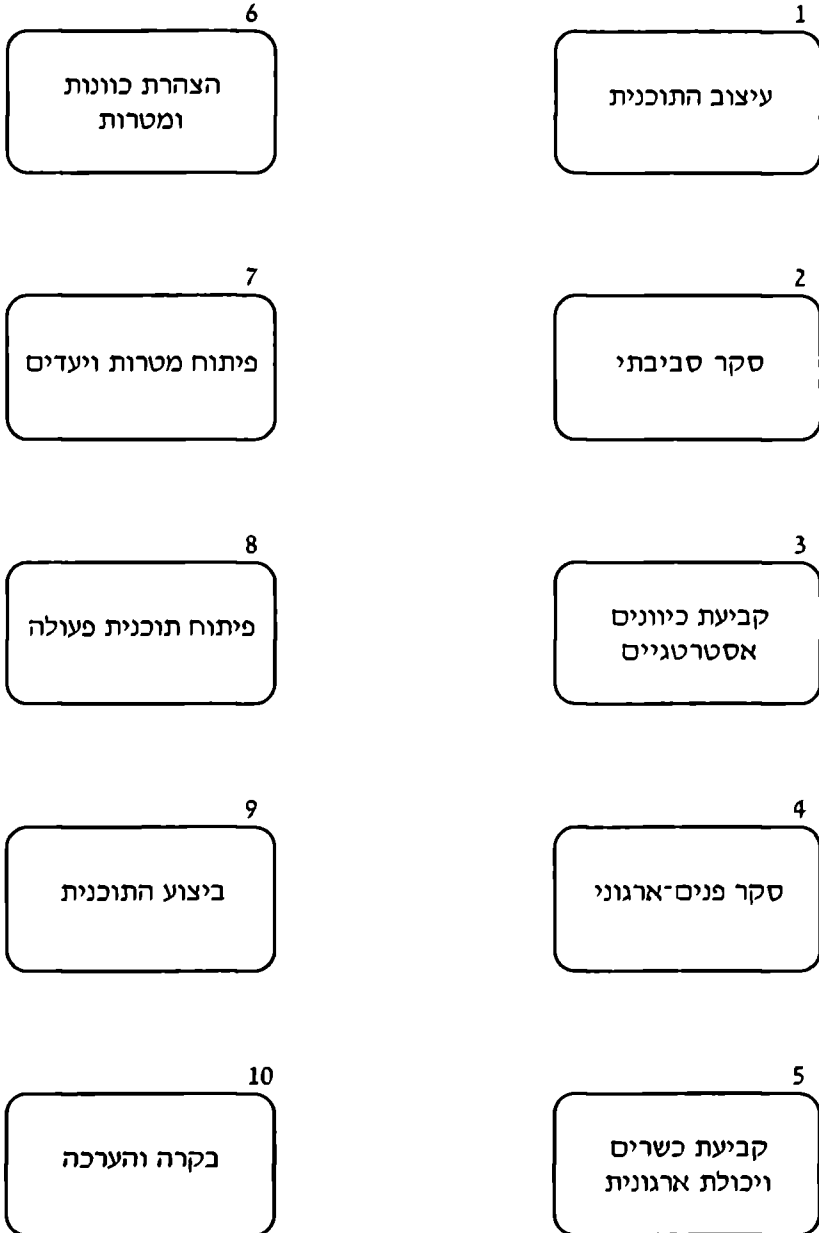 1
עיצוב התוכנית
2
סקר סביבתי
3
קביעת כיוונים
אסטרטגיים
4
סקר פנים־ארגוני
5
קביעת כשרים
ויכולת ארגונית
6
הצהרת כוונות
ומטרות
7
פיתוח מטרות ויעדים
8
פיתוח תוכנית פעולה
9
ביצוע התוכנית
10
בקרה והערכה